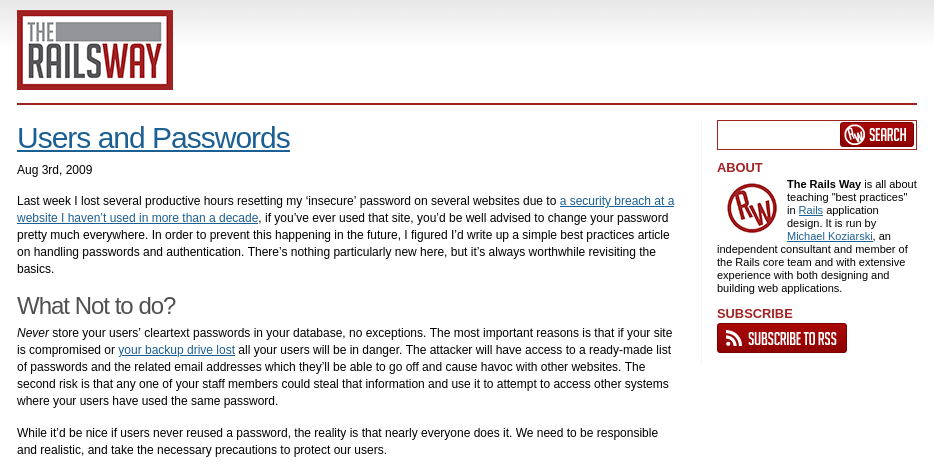 THE
RAILSWAY
Users and Passwords
Aug 3rd, 2009
Last week I lost several productive hours resetting my ‘insecure’ password on several websites due to a security breach at a
website I haven’t used in more than a decade, if you’ve ever used that site, you’d be well advised to change your password
pretty much everywhere. In order to prevent this happening in the future, I figured I’d write up a simple best practices article
on handling passwords and authentication. There’s nothing particularly new here, but it’s always worthwhile revisiting the
basics.
What Not to do?
Never store your users’ cleartext passwords in your database, no exceptions. The most important reasons is that if your site
is compromised or your backup drive lost all your users will be in danger. The attacker will have access to a ready-made list
of passwords and the related email addresses which they’ll be able to go off and cause havoc with other websites. The
second risk is that any one of your staff members could steal that information and use it to attempt to access other systems
where your users have used the same password.
While it’d be nice if users never reused a password, the reality is that nearly everyone does it. We need to be responsible
and realistic, and take the necessary precautions to protect our users.
RW SEARCH
ABOUT
RW
The Rails Way is all about
teaching "best practices"
in Rails application
design. It is run by
Michael Koziarski, an
independent consultant and member of
the Rails core team and with extensive
experience with both designing and
building web applications.
SUBSCRIBE
SUBSCRIBE TO RSS